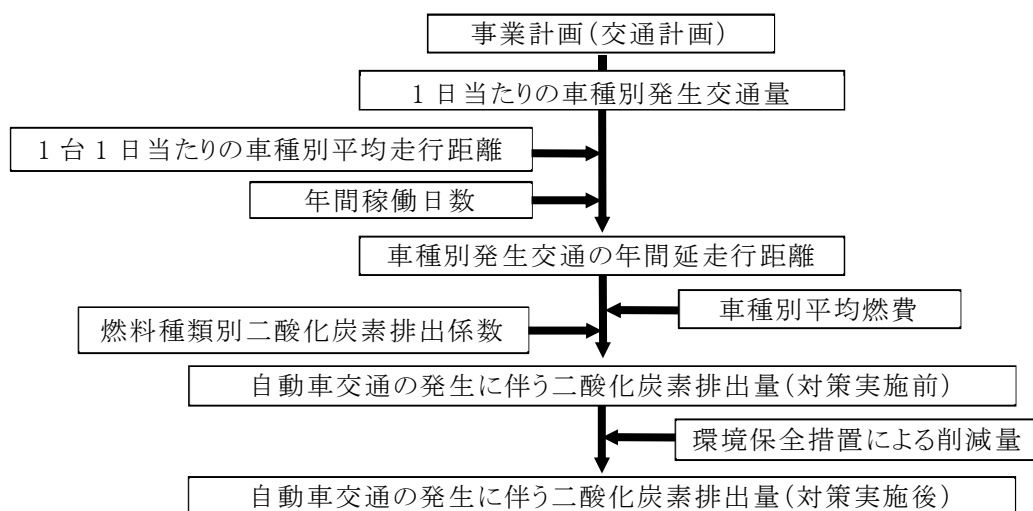 事業計画(交通計画)
1日当たりの車種別発生交通量
1台1日当たりの車種別平均走行距離
年間稼働日数
車種別発生交通の年間延走行距離
車種別平均燃費
燃料種類別二酸化炭素排出係数
自動車交通の発生に伴う二酸化炭素排出量(対策実施前)
環境保全措置による削減量
自動車交通の発生に伴う二酸化炭素排出量(対策実施後)